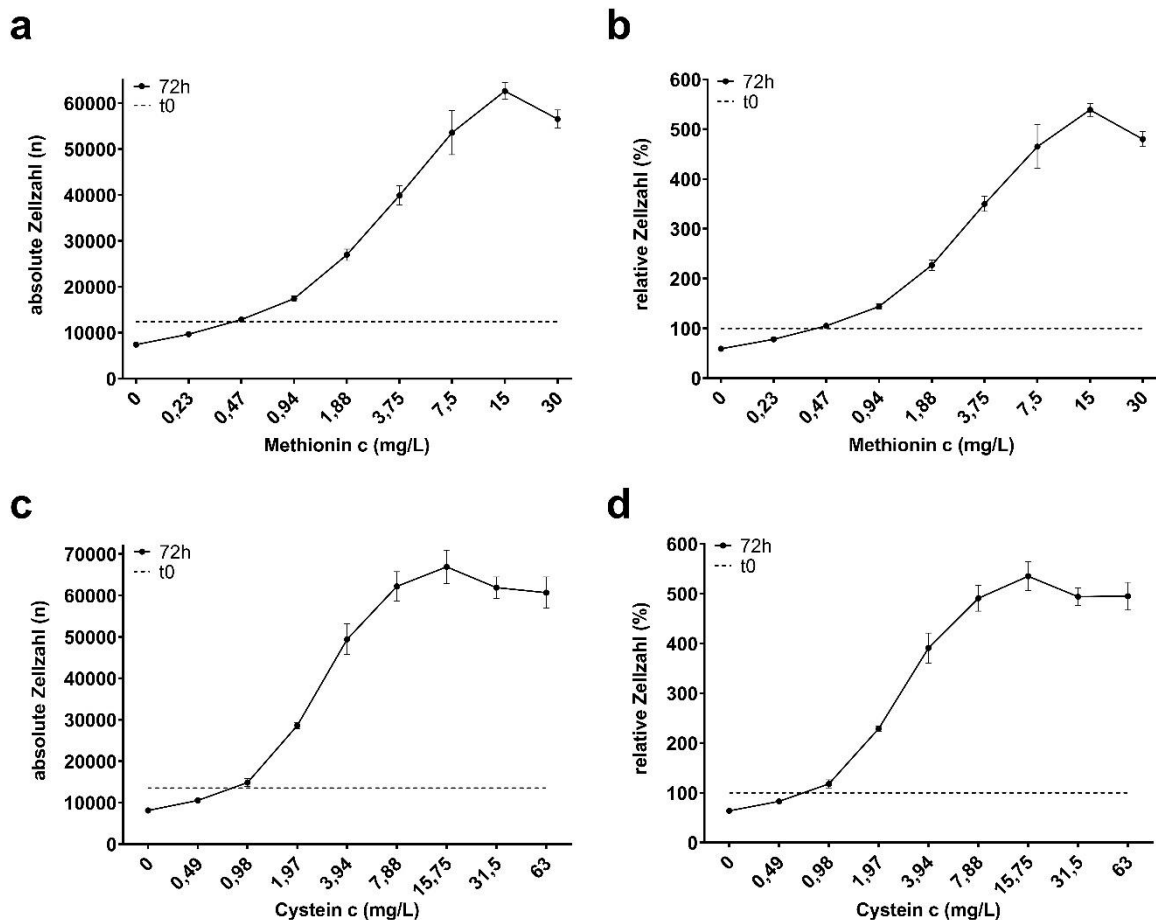 a
72h
t0
absolute Zellzahl (n)
60000
50000
40000
30000
20000
10000
0
0 0,23 0,47 0,94 1,88 3,75 7,5 15 30
Methionin c (mg/L)
b
72h
t0
relative Zellzahl (%)
600
500
400
300
200
100
0
0 0,23 0,47 0,94 1,88 3,75 7,5 15 30
Methionin c (mg/L)
c
72h
t0
absolute Zellzahl (n)
70000
60000
50000
40000
30000
20000
10000
0
0 0,49 0,98 1,97 3,94 7,88 15,75 31,5 63
Cystein c (mg/L)
d
72h
t0
relative Zellzahl (%)
600
500
400
300
200
100
0
0 0,49 0,98 1,97 3,94 7,88 15,75 31,5 63
Cystein c (mg/L)